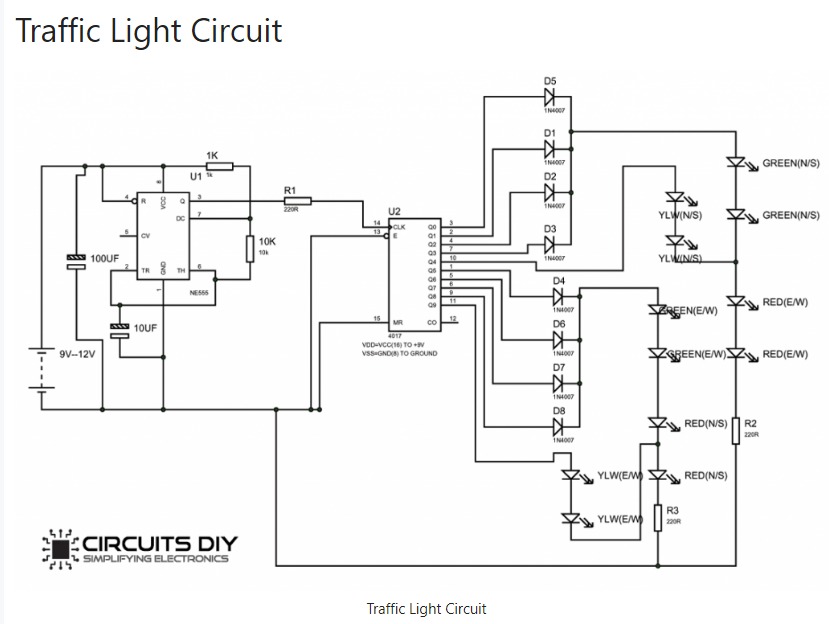 Traffic Light Circuit
D5
1N4007
D1
1N4007
D2
1N4007
D3
1N4007
GREEN(N/S)
GREEN(N/S)
YLW(N/S)
YLW(N/S)
RED(E/W)
RED(E/W)
1K
1k
U1
4 R
VCC
8
Q 3
DC 7
5 CV
2 TR
GND
1
TH 6
NE555
10K
10k
100UF
10UF
9V--12V
R1
220R
U2
14 CLK
13 E
15 MR
Q0 3
Q1 2
Q2 4
Q3 7
Q4 10
Q5 1
Q6 5
Q7 6
Q8 9
Q9 11
CO 12
4017
VDD=VCC(16) TO +9V
VSS=GND(8) TO GROUND
D4
1N4007
D6
1N4007
D7
1N4007
D8
1N4007
GREEN(E/W)
GREEN(E/W)
RED(N/S)
RED(N/S)
YLW(E/W)
YLW(E/W)
R2
220R
R3
220R
CIRCUITS DIY
SIMPLIFYING ELECTRONICS
Traffic Light Circuit